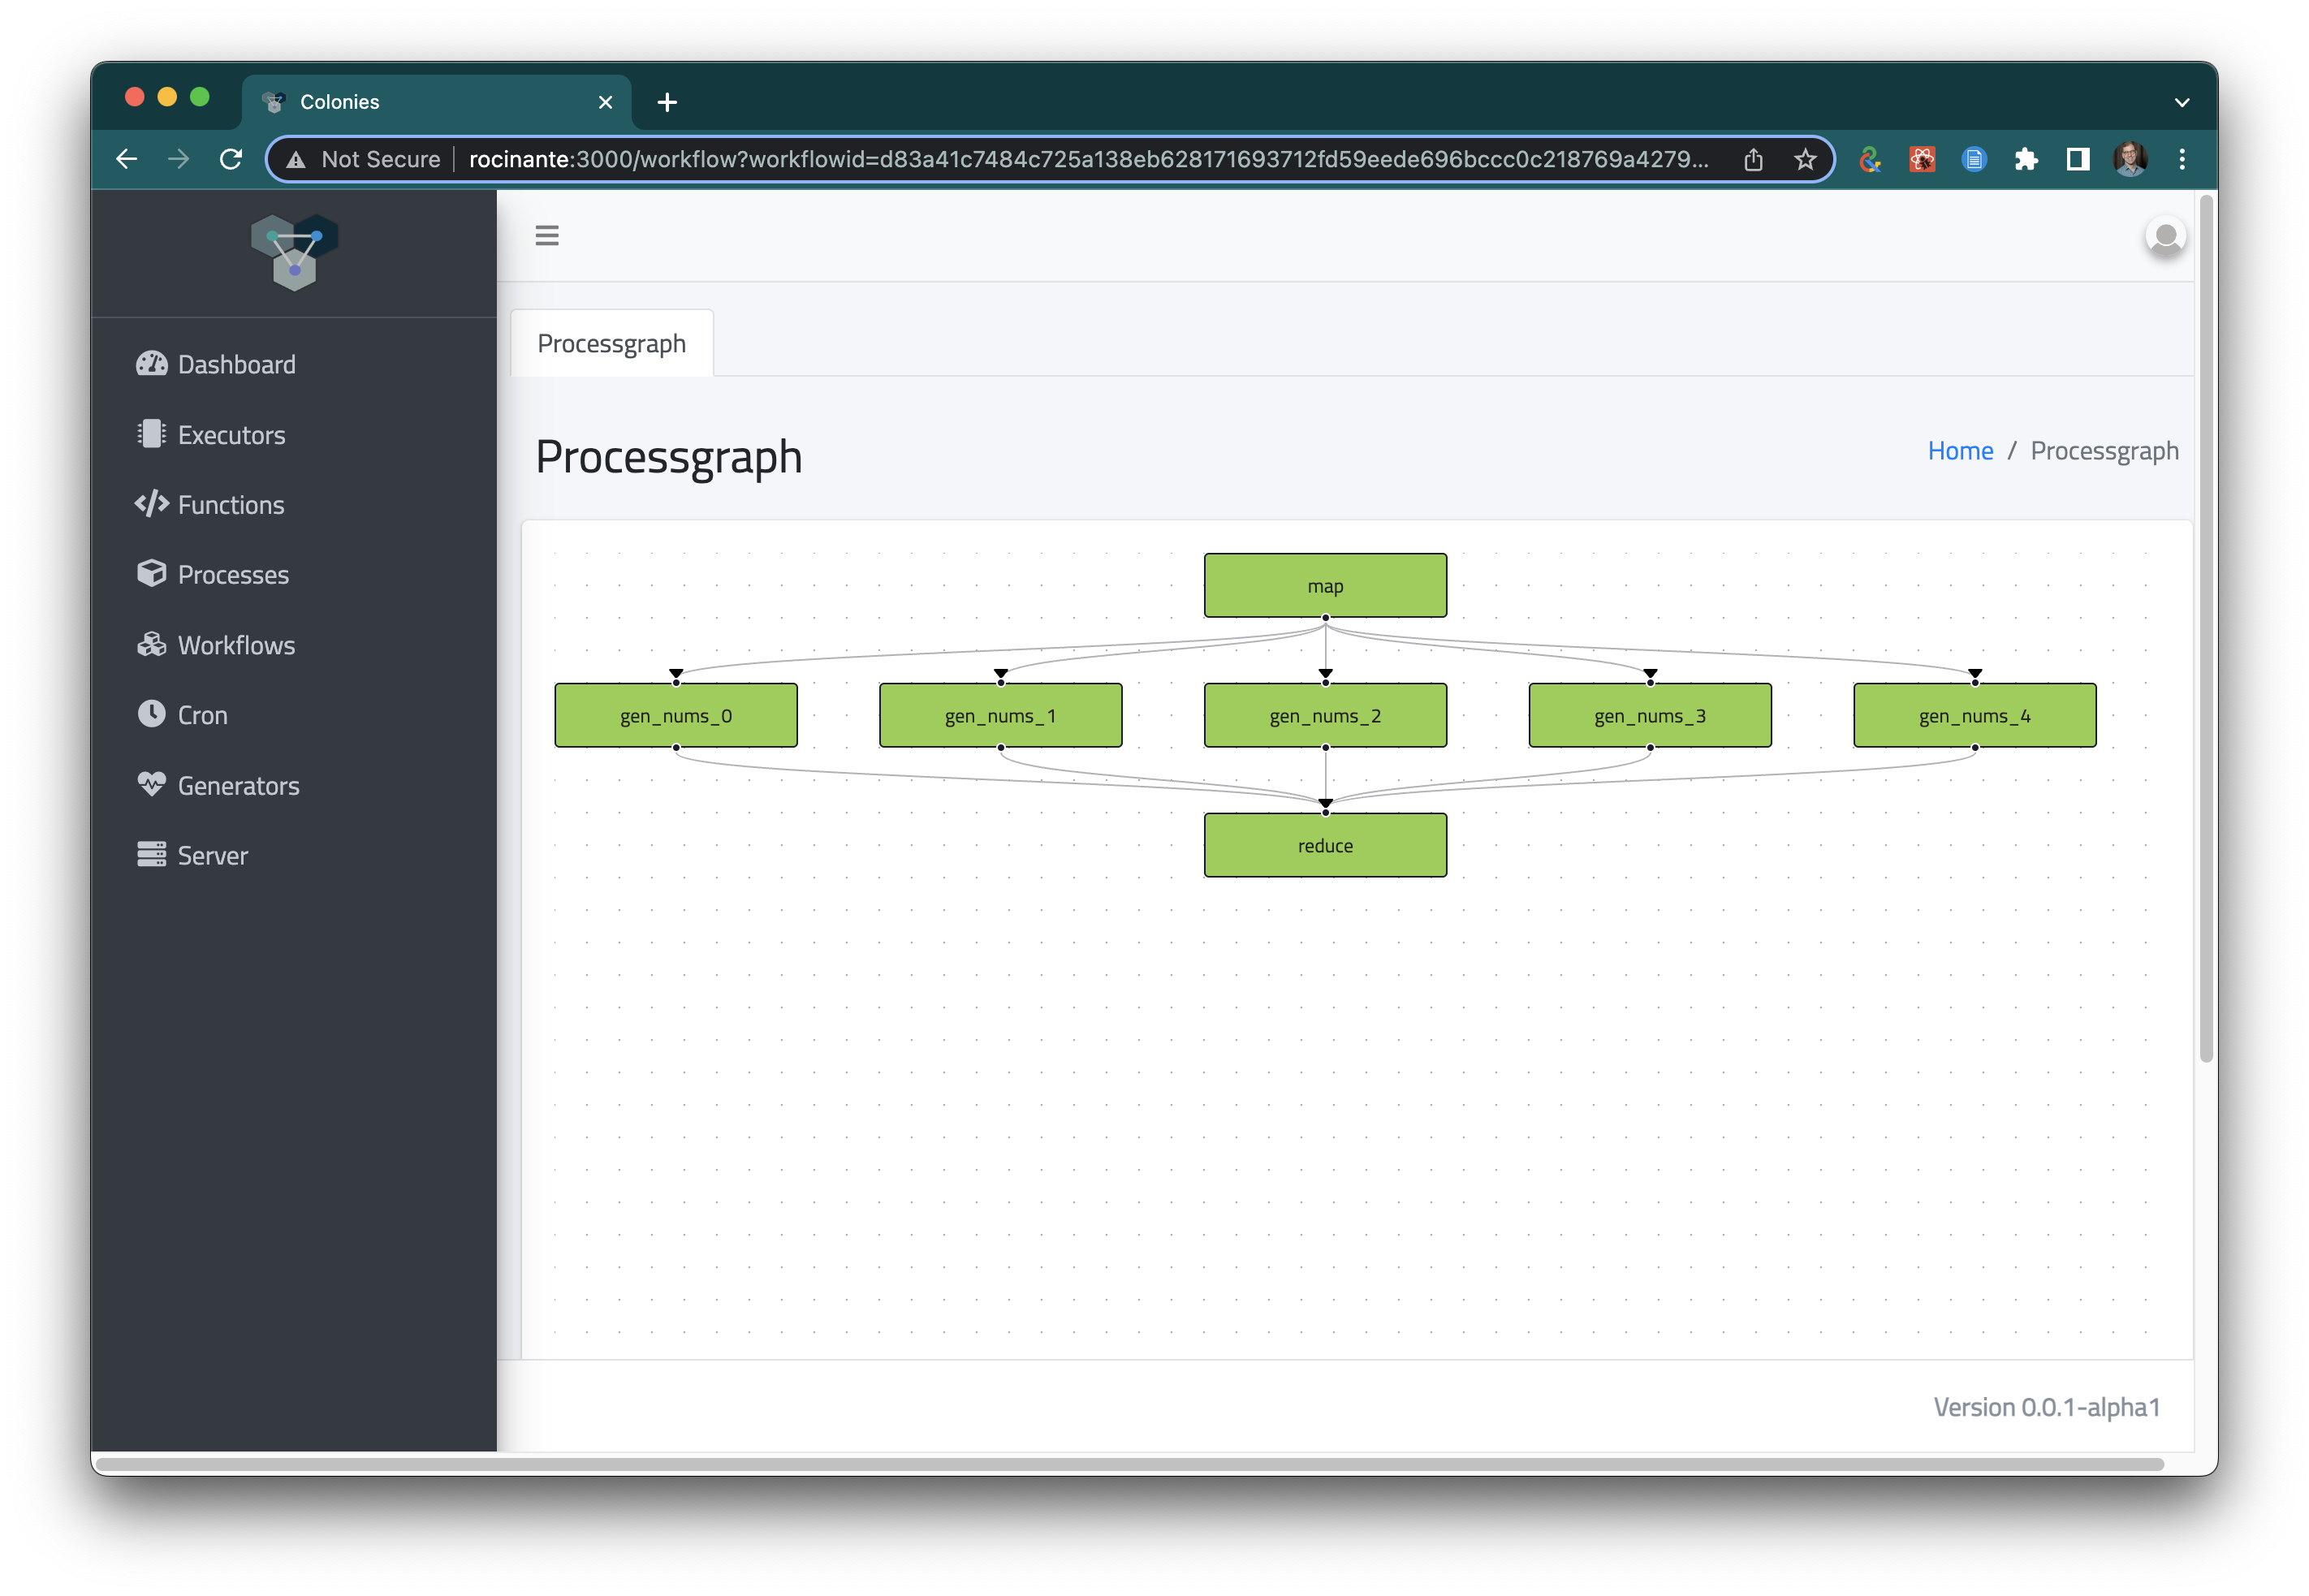 Colonies
Not Secure rocinante:3000/workflow?workflowid=d83a41c7484c725a138eb628171693712fd59eede696bccc0c218769a4279...
Dashboard
Executors
Functions
Processes
Workflows
Cron
Generators
Server
Processgraph
Processgraph
Home / Processgraph
map
gen_nums_0 gen_nums_1 gen_nums_2 gen_nums_3 gen_nums_4
reduce
Version 0.0.1-alpha1